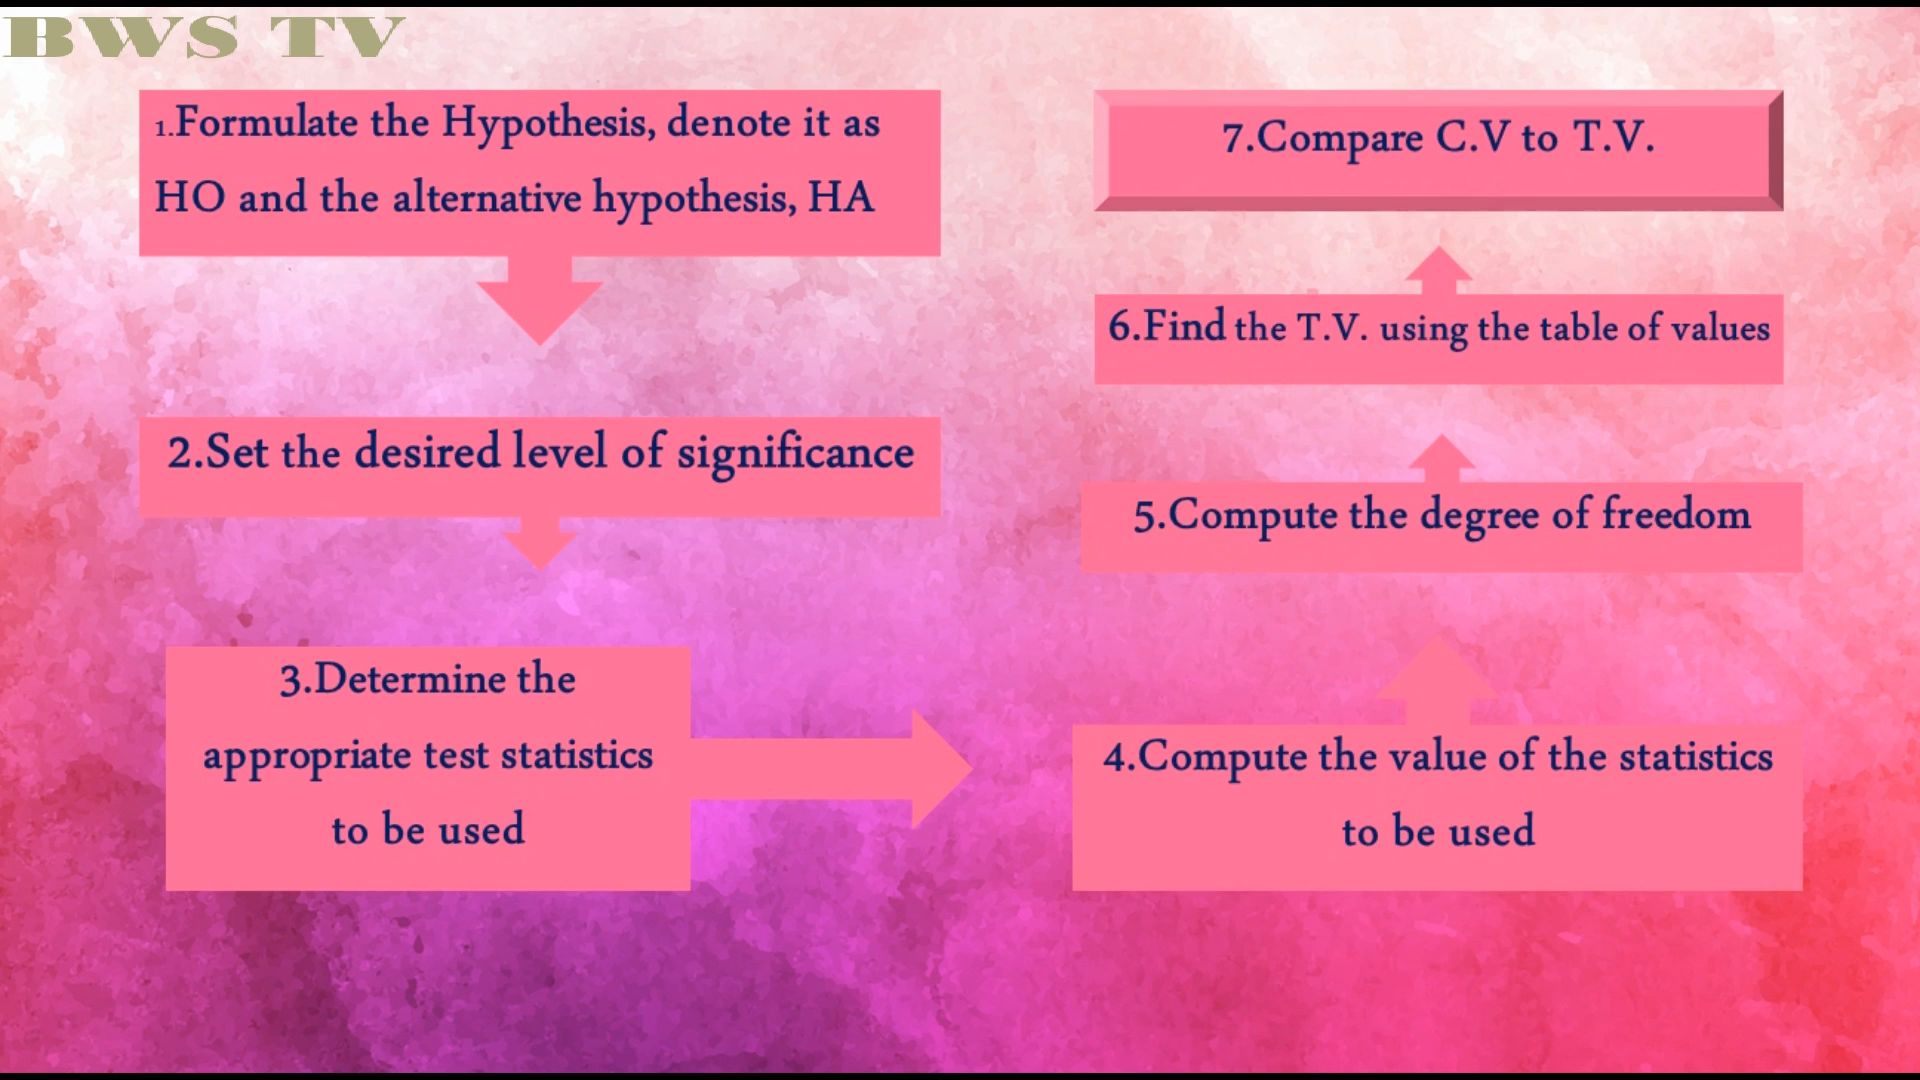 BWS TV
1.Formulate the Hypothesis, denote it as
HO and the alternative hypothesis, HA
2.Set the desired level of significance
3.Determine the
appropriate test statistics
to be used
4.Compute the value of the statistics
to be used
5.Compute the degree of freedom
6.Find the T.V. using the table of values
7.Compare C.V to T.V.